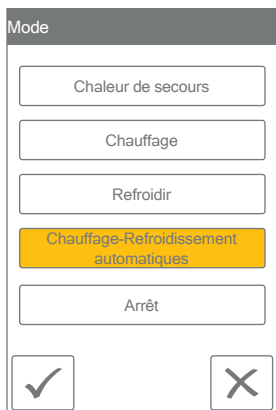 Mode
Chaleur de secours
Chauffage
Refroidir
Chauffage-Refroidissement
automatiques
Arrêt